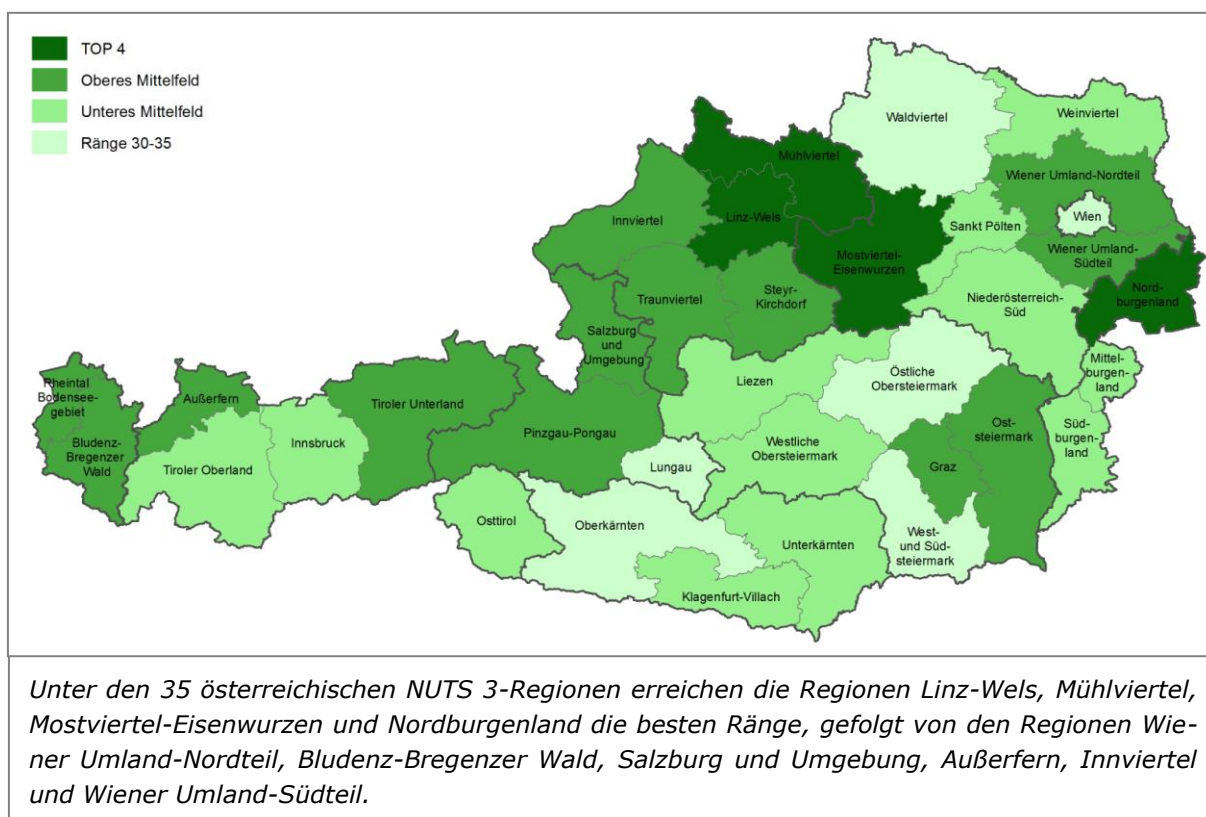 TOP 4
Oberes Mittelfeld
Unteres Mittelfeld
Ränge 30-35
Waldviertel
Weinviertel
Mühlviertel
Wiener Umland-Nordteil
Linz-Wels
Innviertel
Wien
Sankt Pölten
Mostviertel-
Eisenwurzen
Wiener Umland-
Südteil
Nord-
burgenland
Traunviertel
Steyr-
Kirchdorf
Niederösterreich-
Süd
Salzburg
und
Umgebung
Mittel-
burgen-
land
Östliche
Obersteiermark
Liezen
Rheintal
Bodensee-
gebiet
Außerfern
Tiroler Unterland
Pinzgau-Pongau
Ost-
steiermark
Süd-
burgen-
land
Bludenz-
Bregenzer
Wald
Innsbruck
Westliche
Obersteiermark
Tiroler Oberland
Lungau
Graz
Osttirol
Oberkärnten
Unterkärnten
West-
und Süd-
steiermark
Klagenfurt-Villach
Unter den 35 österreichischen NUTS 3-Regionen erreichen die Regionen Linz-Wels, Mühlviertel,
Mostviertel-Eisenwurzen und Nordburgenland die besten Ränge, gefolgt von den Regionen Wie-
ner Umland-Nordteil, Bludenz-Bregenzer Wald, Salzburg und Umgebung, Außerfern, Innviertel
und Wiener Umland-Südteil.